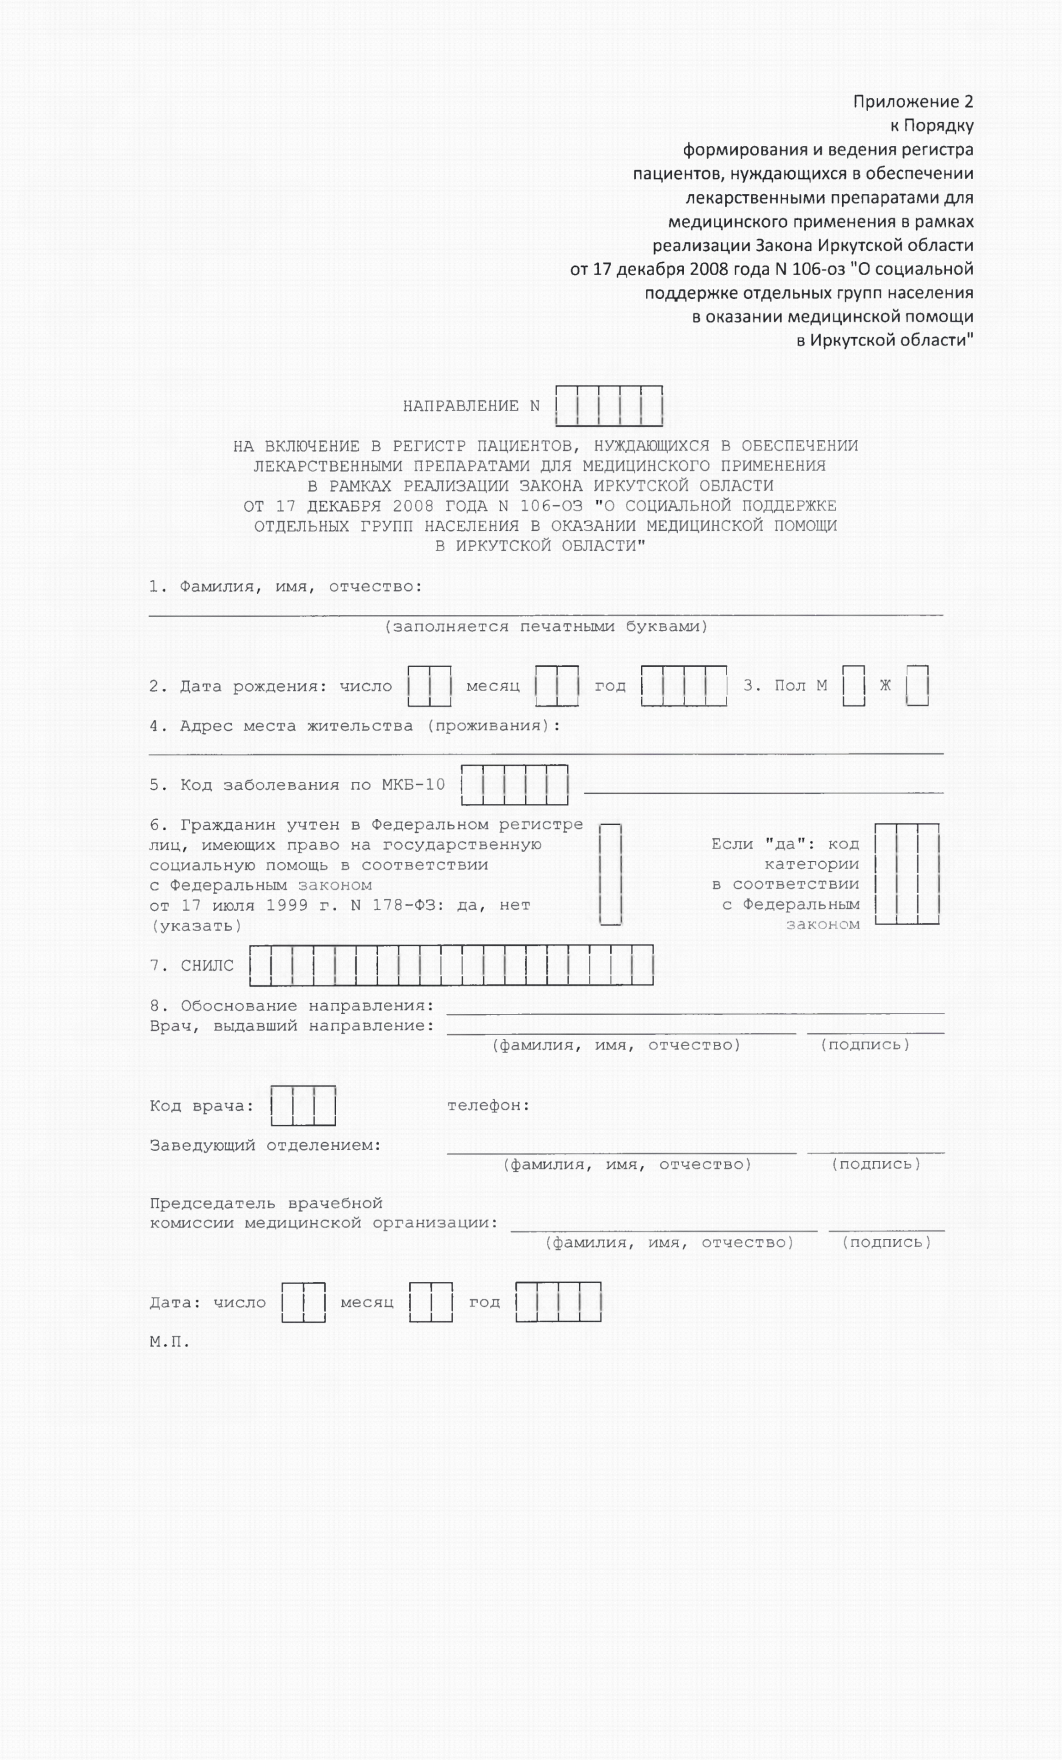 Приложение 2
к Порядку
формирования и ведения регистра
пациентов, нуждающихся в обеспечении
лекарственными препаратами для
медицинского применения в рамках
реализации Закона Иркутской области
от 17 декабря 2008 года N 106-оз "О социальной
поддержке отдельных групп населения
в оказании медицинской помощи
в Иркутской области"
НАПРАВЛЕНИЕ N
НА ВКЛЮЧЕНИЕ В РЕГИСТР ПАЦИЕНТОВ, НУЖДАЮЩИХСЯ В ОБЕСПЕЧЕНИИ
ЛЕКАРСТВЕННЫМИ ПРЕПАРАТАМИ ДЛЯ МЕДИЦИНСКОГО ПРИМЕНЕНИЯ
В РАМКАХ РЕАЛИЗАЦИИ ЗАКОНА ИРКУТСКОЙ ОБЛАСТИ
ОТ 17 ДЕКАБРЯ 2008 ГОДА N 106-ОЗ "О СОЦИАЛЬНОЙ ПОДДЕРЖКЕ
ОТДЕЛЬНЫХ ГРУПП НАСЕЛЕНИЯ В ОКАЗАНИИ МЕДИЦИНСКОЙ ПОМОЩИ
В ИРКУТСКОЙ ОБЛАСТИ"
1. Фамилия, имя, отчество:
(заполняется печатными буквами)
2. Дата рождения: число месяц год 3. Пол М Ж
4. Адрес места жительства (проживания):
5. Код заболевания по МКБ-10
6. Гражданин учтен в Федеральном регистре
лиц, имеющих право на государственную
социальную помощь в соответствии
с Федеральным законом
от 17 июля 1999 г. N 178-ФЗ: да, нет
(указать)
Если "да": код
категории
в соответствии
с Федеральным
законом
7. СНИЛС
8. Обоснование направления:
Врач, выдавший направление:
(фамилия, имя, отчество) (подпись)
Код врача: телефон:
Заведующий отделением:
(фамилия, имя, отчество) (подпись)
Председатель врачебной
комиссии медицинской организации:
(фамилия, имя, отчество) (подпись)
Дата: число месяц год
М.П.